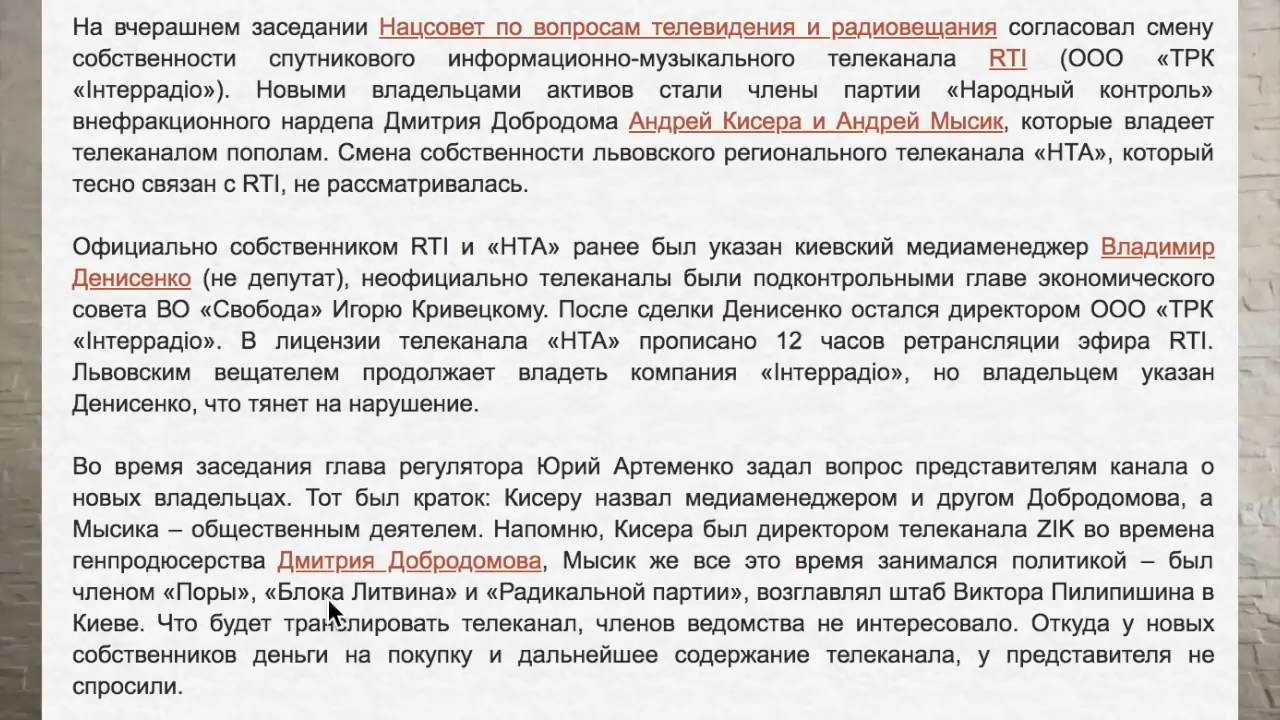 На вчерашнем заседании Нацсовет по вопросам телевидения и радиовещания согласовал смену
собственности спутникового информационно-музыкального телеканала RTI (ООО «ТРК
«Інтеррадіо»). Новыми владельцами активов стали члены партии «Народный контроль»
внефракционного нардепа Дмитрия Добродома Андрей Кисера и Андрей Мысик, которые владеет
телеканалом пополам. Смена собственности львовского регионального телеканала «НТА», который
тесно связан с RTI, не рассматривалась.
Официально собственником RTI и «НТА» ранее был указан киевский медиаменеджер Владимир
Денисенко (не депутат), неофициально телеканалы были подконтрольными главе экономического
совета ВО «Свобода» Игорю Кривецкому. После сделки Денисенко остался директором ООО «ТРК
«Інтеррадіо». В лицензии телеканала «НТА» прописано 12 часов ретрансляции эфира RTI.
Львовским вещателем продолжает владеть компания «Інтеррадіо», но владельцем указан
Денисенко, что тянет на нарушение.
Во время заседания глава регулятора Юрий Артеменко задал вопрос представителям канала о
новых владельцах. Тот был краток: Кисеру назвал медиаменеджером и другом Добродомова, а
Мысика – общественным деятелем. Напомню, Кисера был директором телеканала ZIK во времена
генпродюсерства Дмитрия Добродомова, Мысик же все это время занимался политикой – был
членом «Поры», «Блока Литвина» и «Радикальной партии», возглавлял штаб Виктора Пилипишина в
Киеве. Что будет транслировать телеканал, членов ведомства не интересовало. Откуда у новых
собственников деньги на покупку и дальнейшее содержание телеканала, у представителя не
спросили.